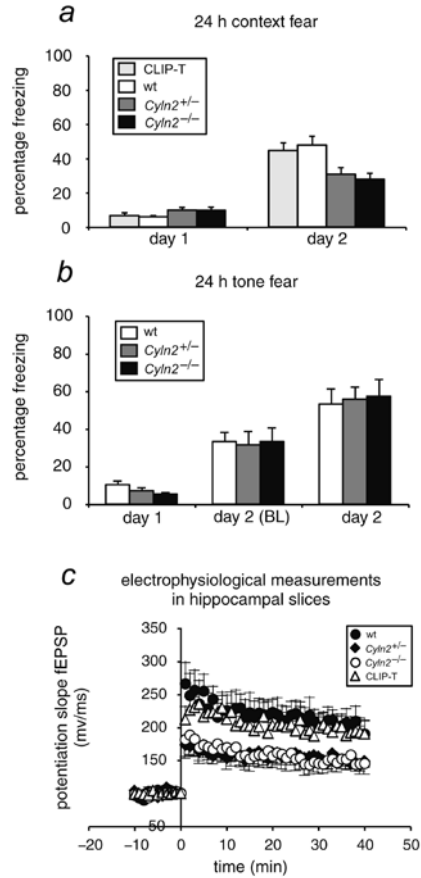 a
24 h context fear
percentage freezing
100
80
60
40
20
0
CLIP-T
wt
Cyln2+/−
Cyln2−/−
day 1
day 2
b
24 h tone fear
percentage freezing
100
80
60
40
20
0
wt
Cyln2+/−
Cyln2−/−
day 1
day 2 (BL)
day 2
c
electrophysiological measurements
in hippocampal slices
potentiation slope fEPSP
(mv/ms)
350
300
250
200
150
100
50
wt
Cyln2+/−
Cyln2−/−
CLIP-T
−20 −10 0 10 20 30 40 50
time (min)